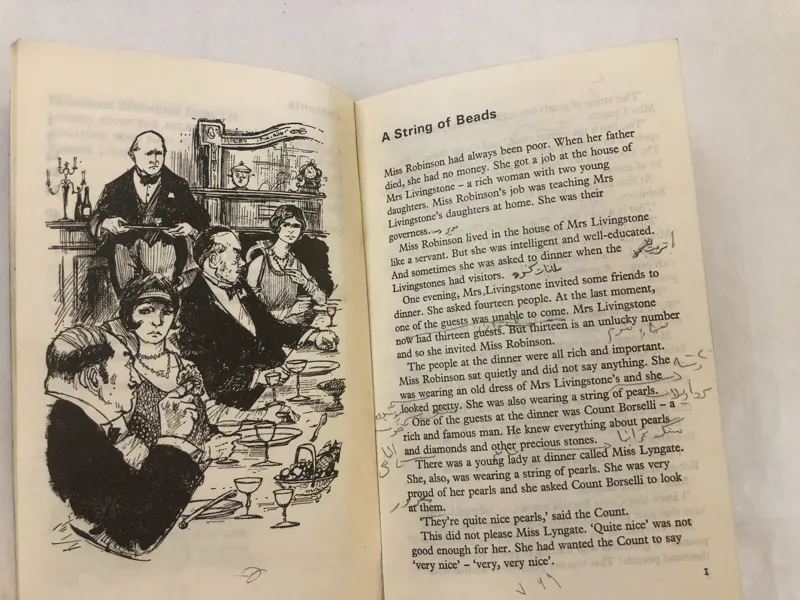 A String of Beads
Miss Robinson had always been poor. When her father
died, she had no money. She got a job at the house of
Mrs Livingstone – a rich woman with two young
daughters. Miss Robinson's job was teaching Mrs
Livingstone's daughters at home. She was their
governess.
Miss Robinson lived in the house of Mrs Livingstone
like a servant. But she was intelligent and well-educated.
And sometimes she was asked to dinner when the
Livingstones had visitors.
One evening, Mrs Livingstone invited some friends to
dinner. She asked fourteen people. At the last moment,
one of the guests was unable to come. Mrs Livingstone
now had thirteen guests. But thirteen is an unlucky number
and so she invited Miss Robinson.
The people at the dinner were all rich and important.
Miss Robinson sat quietly and did not say anything. She
was wearing an old dress of Mrs Livingstone's and she
looked pretty. She was also wearing a string of pearls.
One of the guests at the dinner was Count Borselli – a
rich and famous man. He knew everything about pearls
and diamonds and other precious stones.
There was a young lady at dinner called Miss Lyngate.
She, also, was wearing a string of pearls. She was very
proud of her pearls and she asked Count Borselli to look
at them.
'They're quite nice pearls,' said the Count.
This did not please Miss Lyngate. 'Quite nice' was not
good enough for her. She had wanted the Count to say
'very nice' – 'very, very nice'.
1